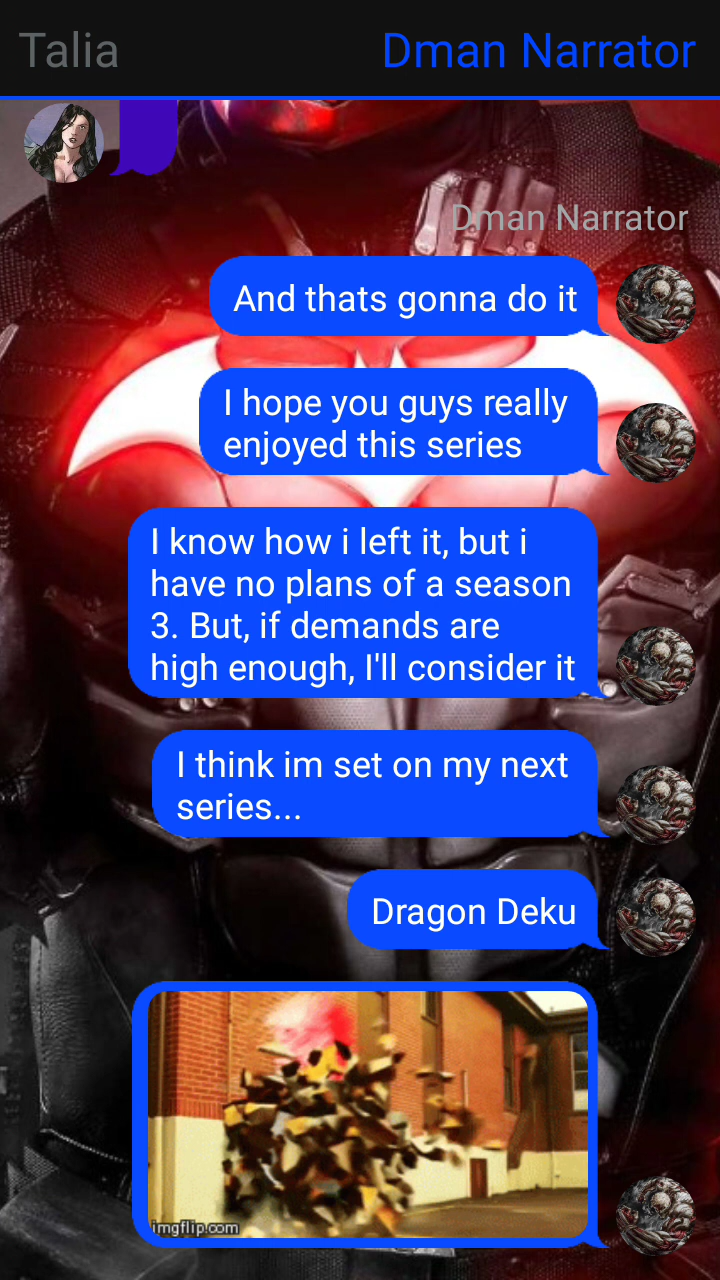 Talia
Dman Narrator
Dman Narrator
And thats gonna do it
I hope you guys really
enjoyed this series
I know how i left it, but i
have no plans of a season
3. But, if demands are
high enough, I'll consider it
I think im set on my next
series...
Dragon Deku
imgflip.com